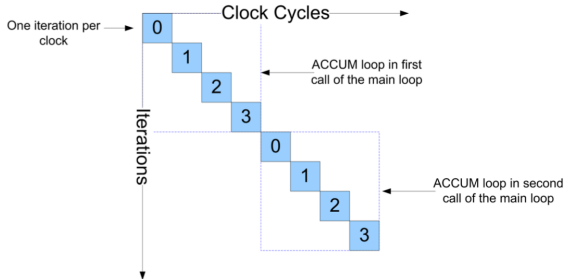 Clock Cycles
One iteration per
clock
0
1
ACCUM loop in first
call of the main loop
2
3
Iterations
0
1
ACCUM loop in second
call of the main loop
2
3